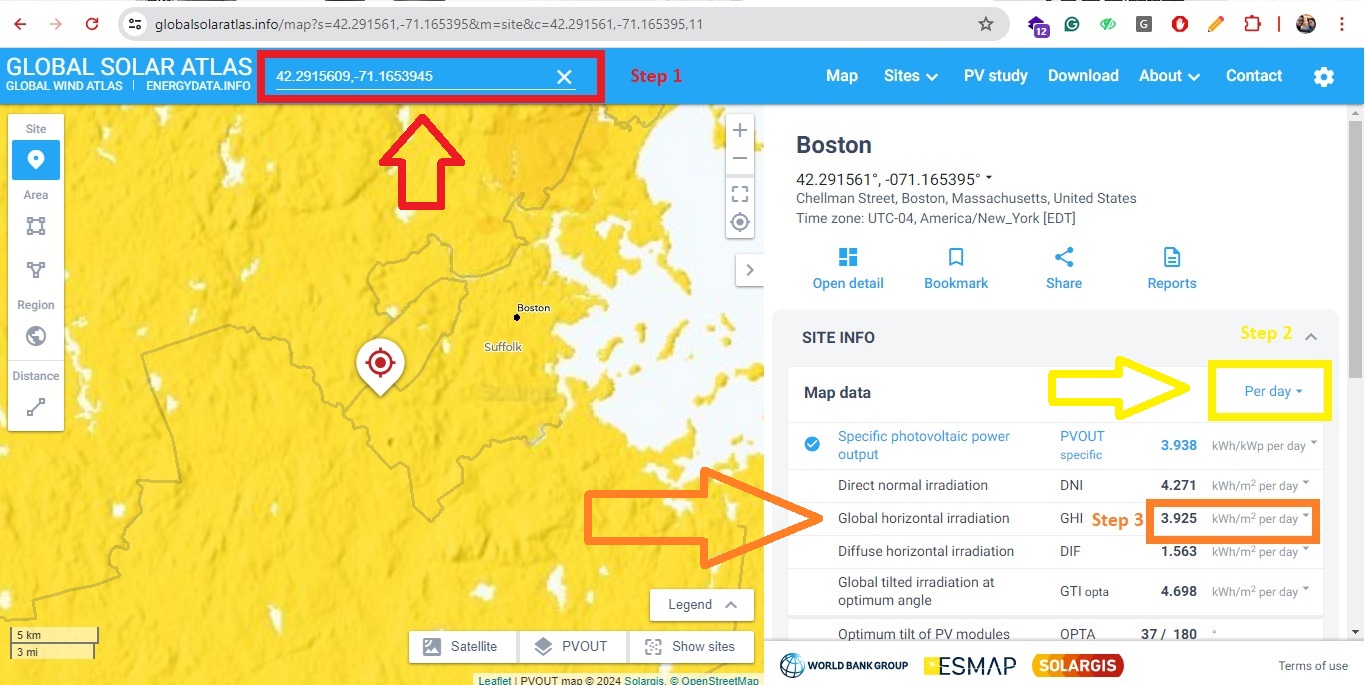 globalsolaratlas.info/map?s=42.291561,-71.165395&m=site&c=42.291561,-71.165395,11
12
GLOBAL SOLAR ATLAS
GLOBAL WIND ATLAS | ENERGYDATA.INFO
42.2915609,-71.1653945
Step 1
Map
Sites
PV study
Download
About
Contact
Site
Area
Region
Distance
Boston
Suffolk
Solargis
5 km
3 mi
Legend
Satellite
PVOUT
Show sites
Leaflet | PVOUT map © 2024 Solargis, © OpenStreetMap
Boston
42.291561°, -071.165395°
Chellman Street, Boston, Massachusetts, United States
Time zone: UTC-04, America/New_York [EDT]
Open detail
Bookmark
Share
Reports
SITE INFO
Step 2
Map data
Per day
Specific photovoltaic power output PVOUT specific 3.938 kWh/kWp per day
Direct normal irradiation DNI 4.271 kWh/m² per day
Global horizontal irradiation GHI Step 3 3.925 kWh/m² per day
Diffuse horizontal irradiation DIF 1.563 kWh/m² per day
Global tilted irradiation at optimum angle GTI opta 4.698 kWh/m² per day
Optimum tilt of PV modules OPTA 37 / 180 °
WORLD BANK GROUP
ESMAP
SOLARGIS
Terms of use